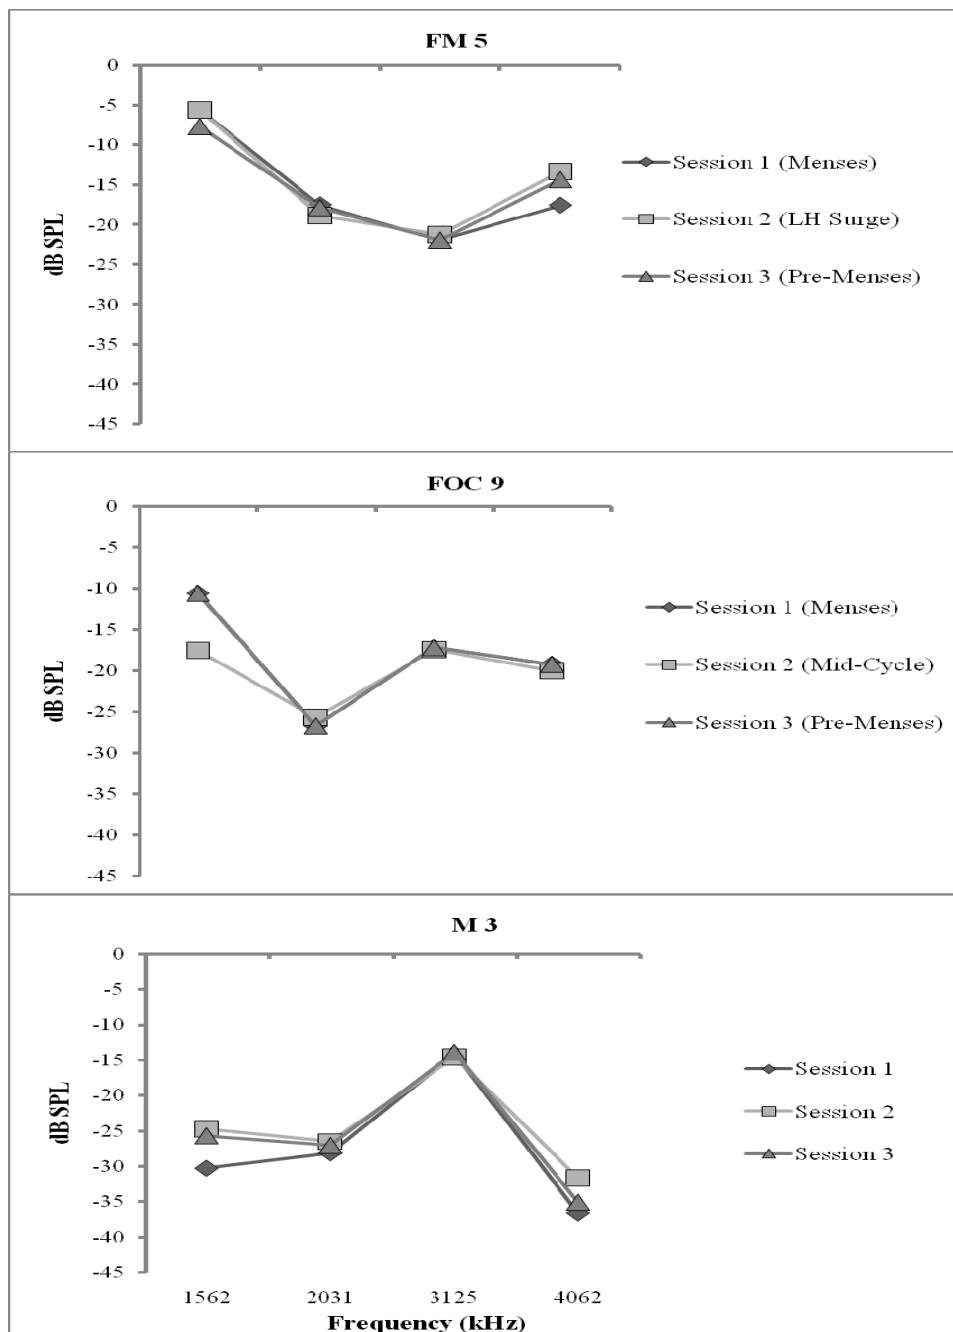 FM 5
0
-5
-10
-15
-20
-25
-30
-35
-40
-45
dB SPL
Session 1 (Menses)
Session 2 (LH Surge)
Session 3 (Pre-Menses)
FOC 9
0
-5
-10
-15
-20
-25
-30
-35
-40
-45
dB SPL
Session 1 (Menses)
Session 2 (Mid-Cycle)
Session 3 (Pre-Menses)
M 3
0
-5
-10
-15
-20
-25
-30
-35
-40
-45
dB SPL
Session 1
Session 2
Session 3
1562 2031 3125 4062
Frequency (kHz)